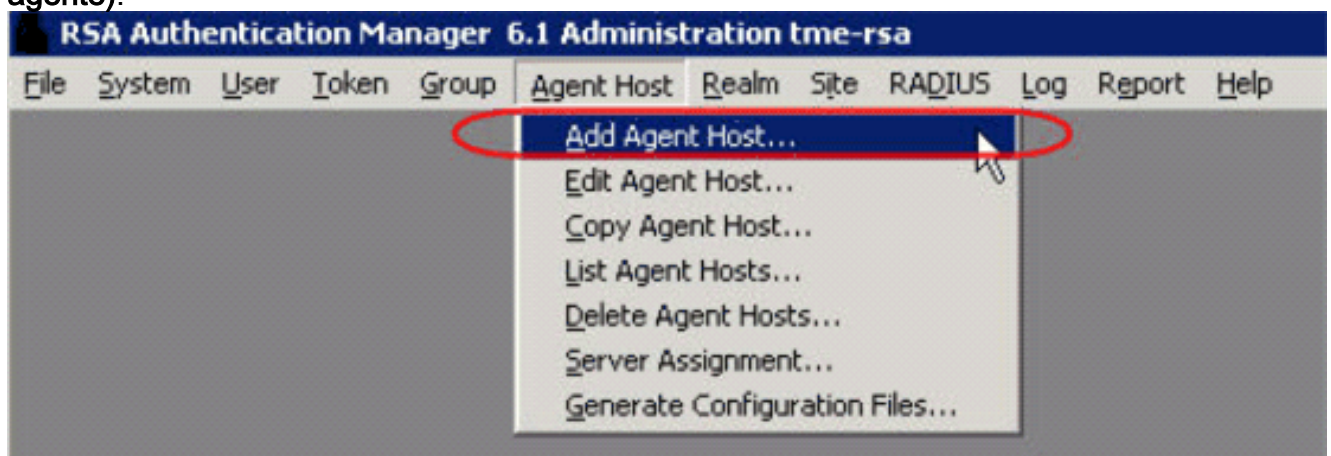 agente).
RSA Authentication Manager 6.1 Administration tme-rsa
File System User Token Group Agent Host Realm Site RADIUS Log Report Help
Add Agent Host...
Edit Agent Host...
Copy Agent Host...
List Agent Hosts...
Delete Agent Hosts...
Server Assignment...
Generate Configuration Files...